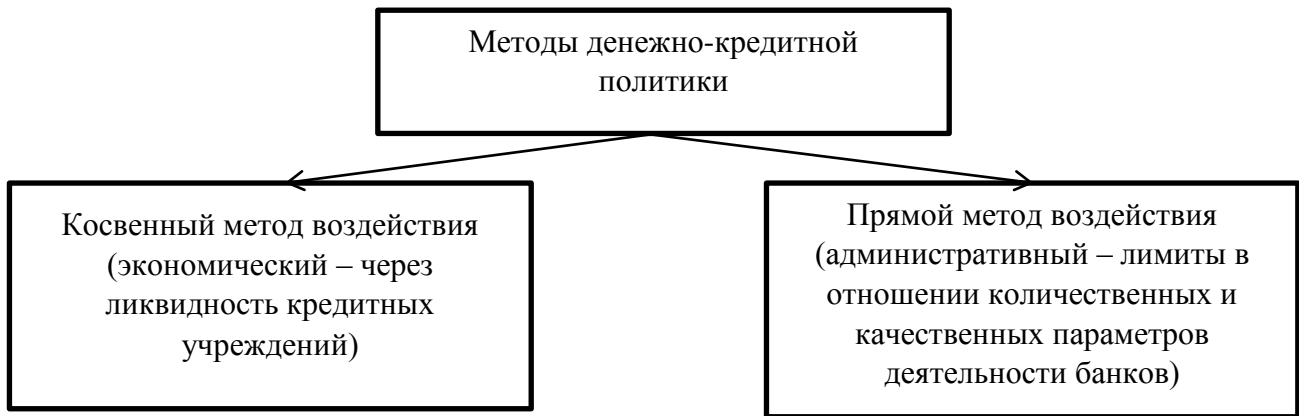 Методы денежно-кредитной
политики
Косвенный метод воздействия
(экономический – через
ликвидность кредитных
учреждений)
Прямой метод воздействия
(административный – лимиты в
отношении количественных и
качественных параметров
деятельности банков)